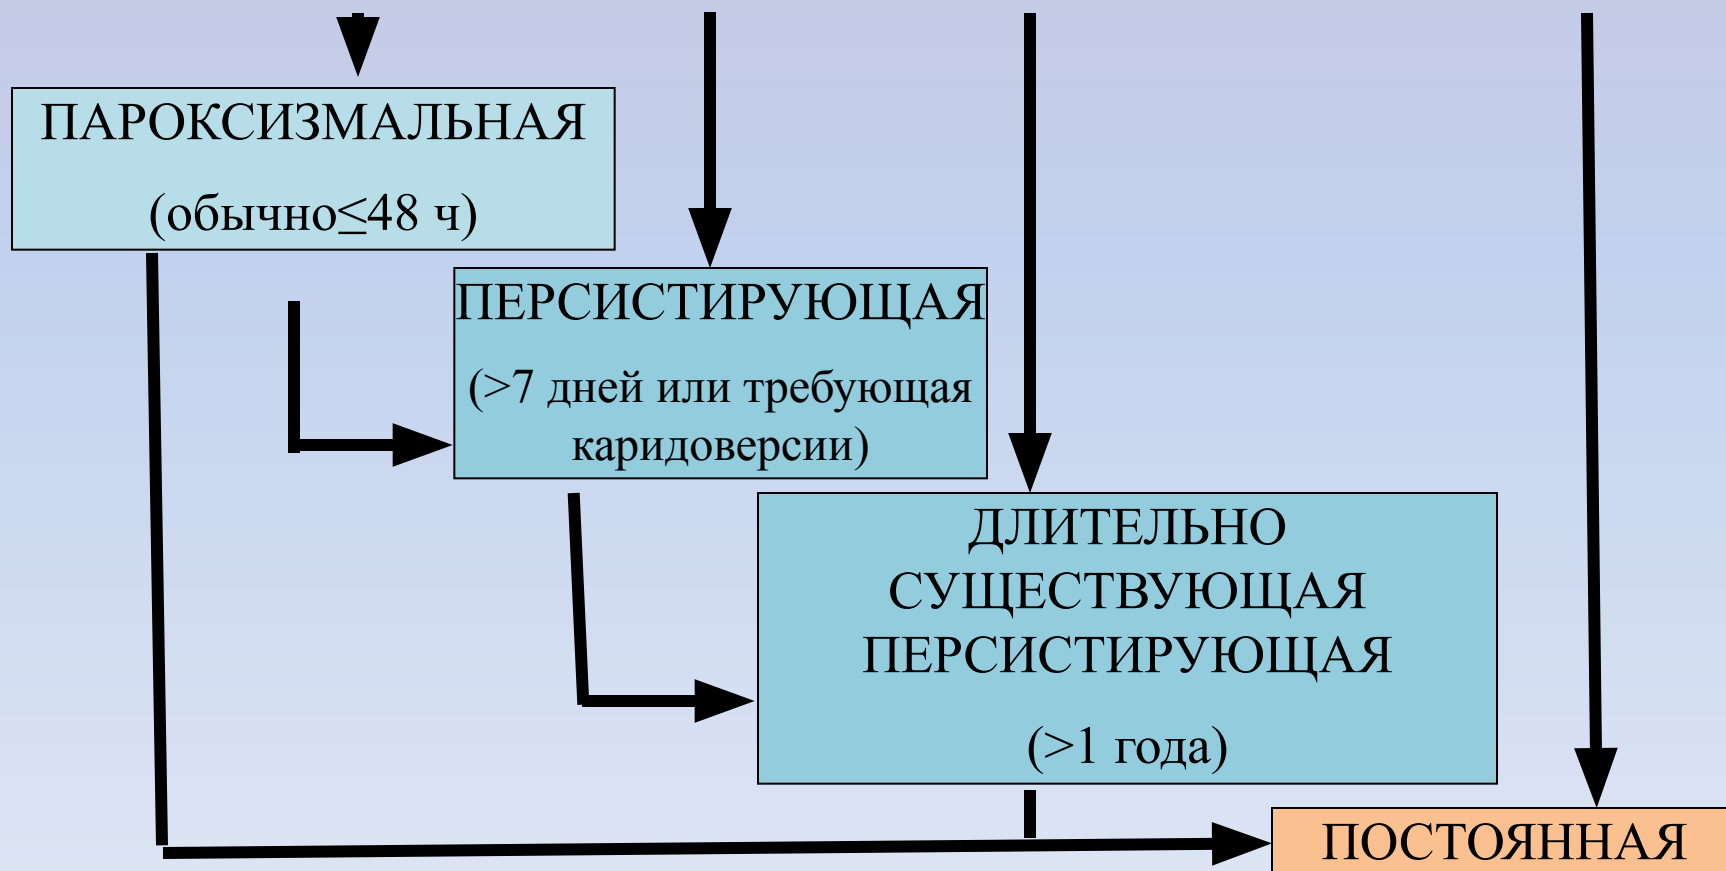 ПАРОКСИЗМАЛЬНАЯ
(обычно≤48 ч)
ПЕРСИСТИРУЮЩАЯ
(>7 дней или требующая
каридоверсии)
ДЛИТЕЛЬНО
СУЩЕСТВУЮЩАЯ
ПЕРСИСТИРУЮЩАЯ
(>1 года)
ПОСТОЯННАЯ